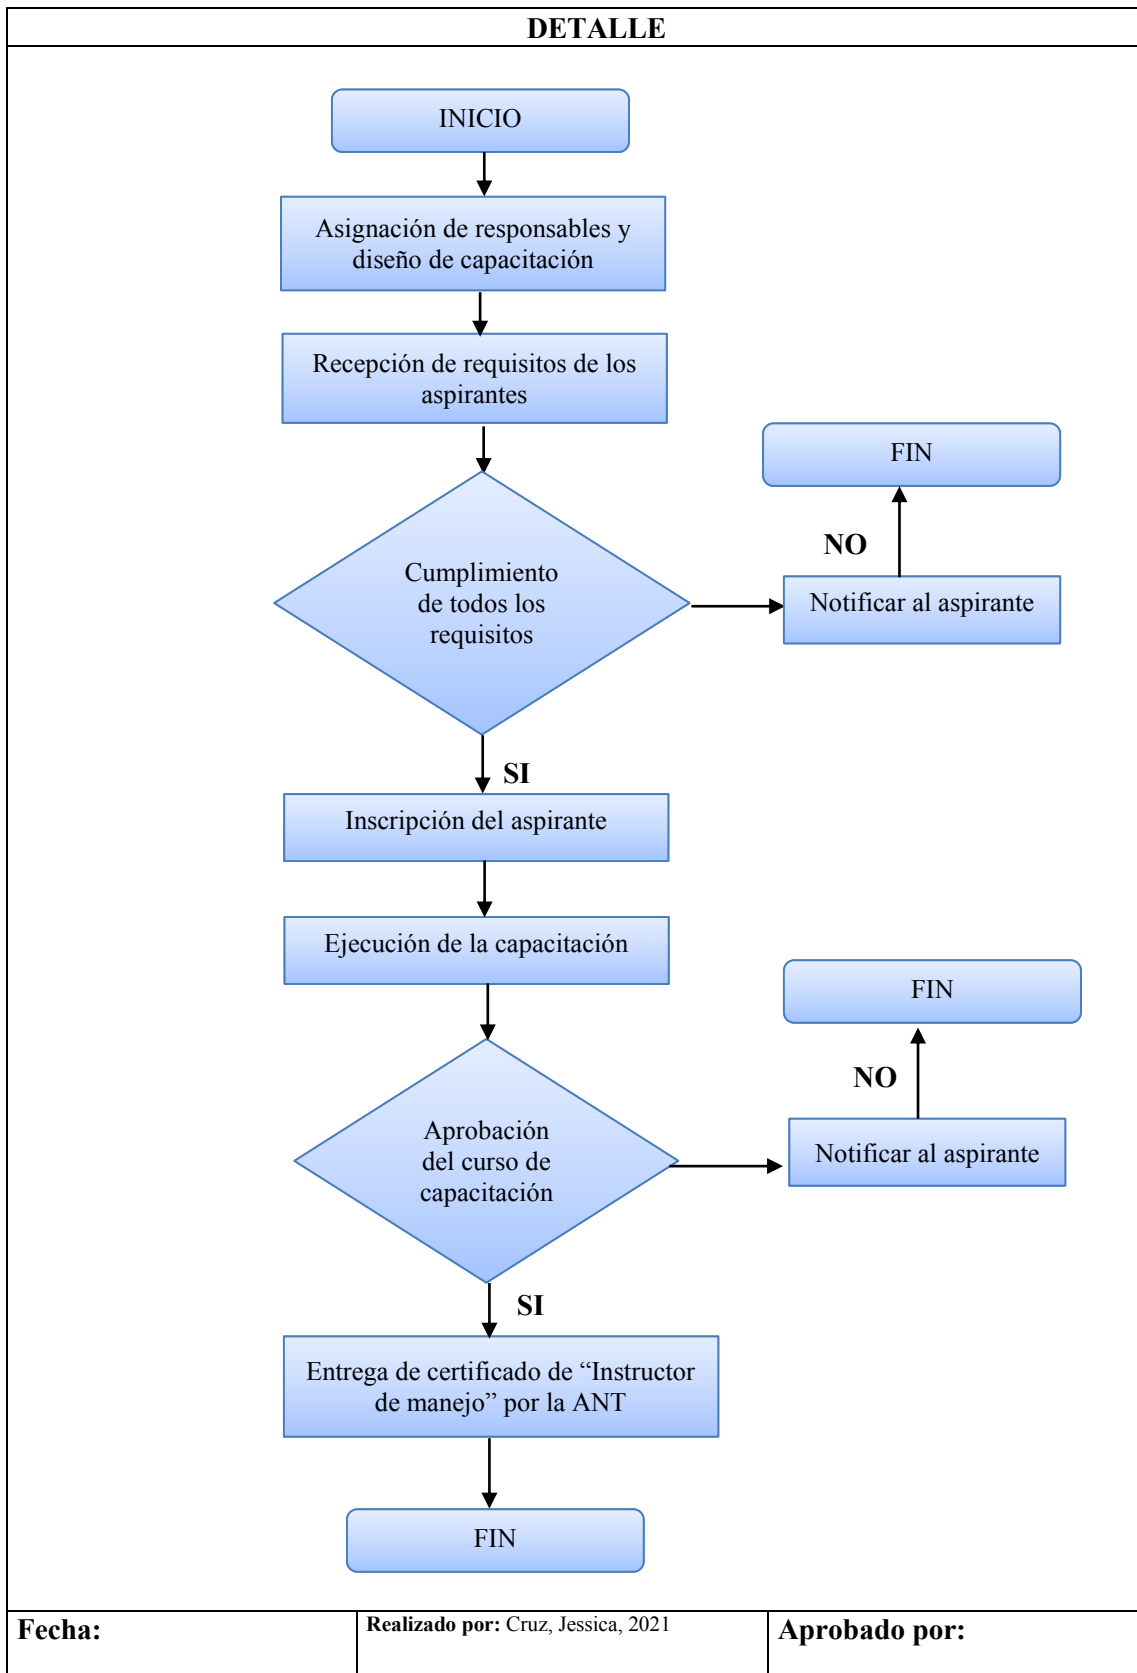 DETALLE
INICIO
Asignación de responsables y
diseño de capacitación
Recepción de requisitos de los
aspirantes
FIN
NO
Cumplimiento
de todos los
requisitos
Notificar al aspirante
SI
Inscripción del aspirante
Ejecución de la capacitación
FIN
NO
Aprobación
del curso de
capacitación
Notificar al aspirante
SI
Entrega de certificado de “Instructor
de manejo” por la ANT
FIN
Fecha:
Realizado por: Cruz, Jessica, 2021
Aprobado por: